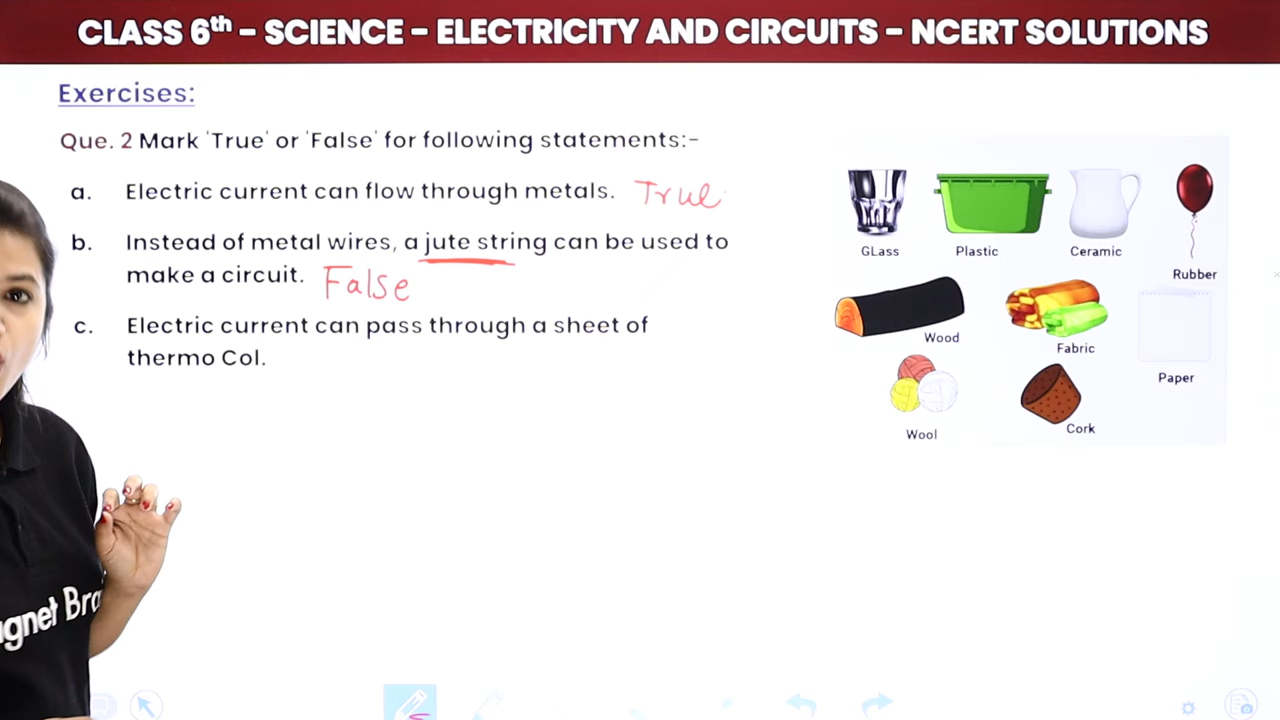 CLASS 6th – SCIENCE – ELECTRICITY AND CIRCUITS – NCERT SOLUTIONS
Exercises:
Que. 2 Mark 'True' or 'False' for following statements:-
a. Electric current can flow through metals. True
b. Instead of metal wires, a jute string can be used to
make a circuit. False
c. Electric current can pass through a sheet of
thermo Col.
GLass
Plastic
Ceramic
Rubber
Wood
Fabric
Paper
Wool
Cork